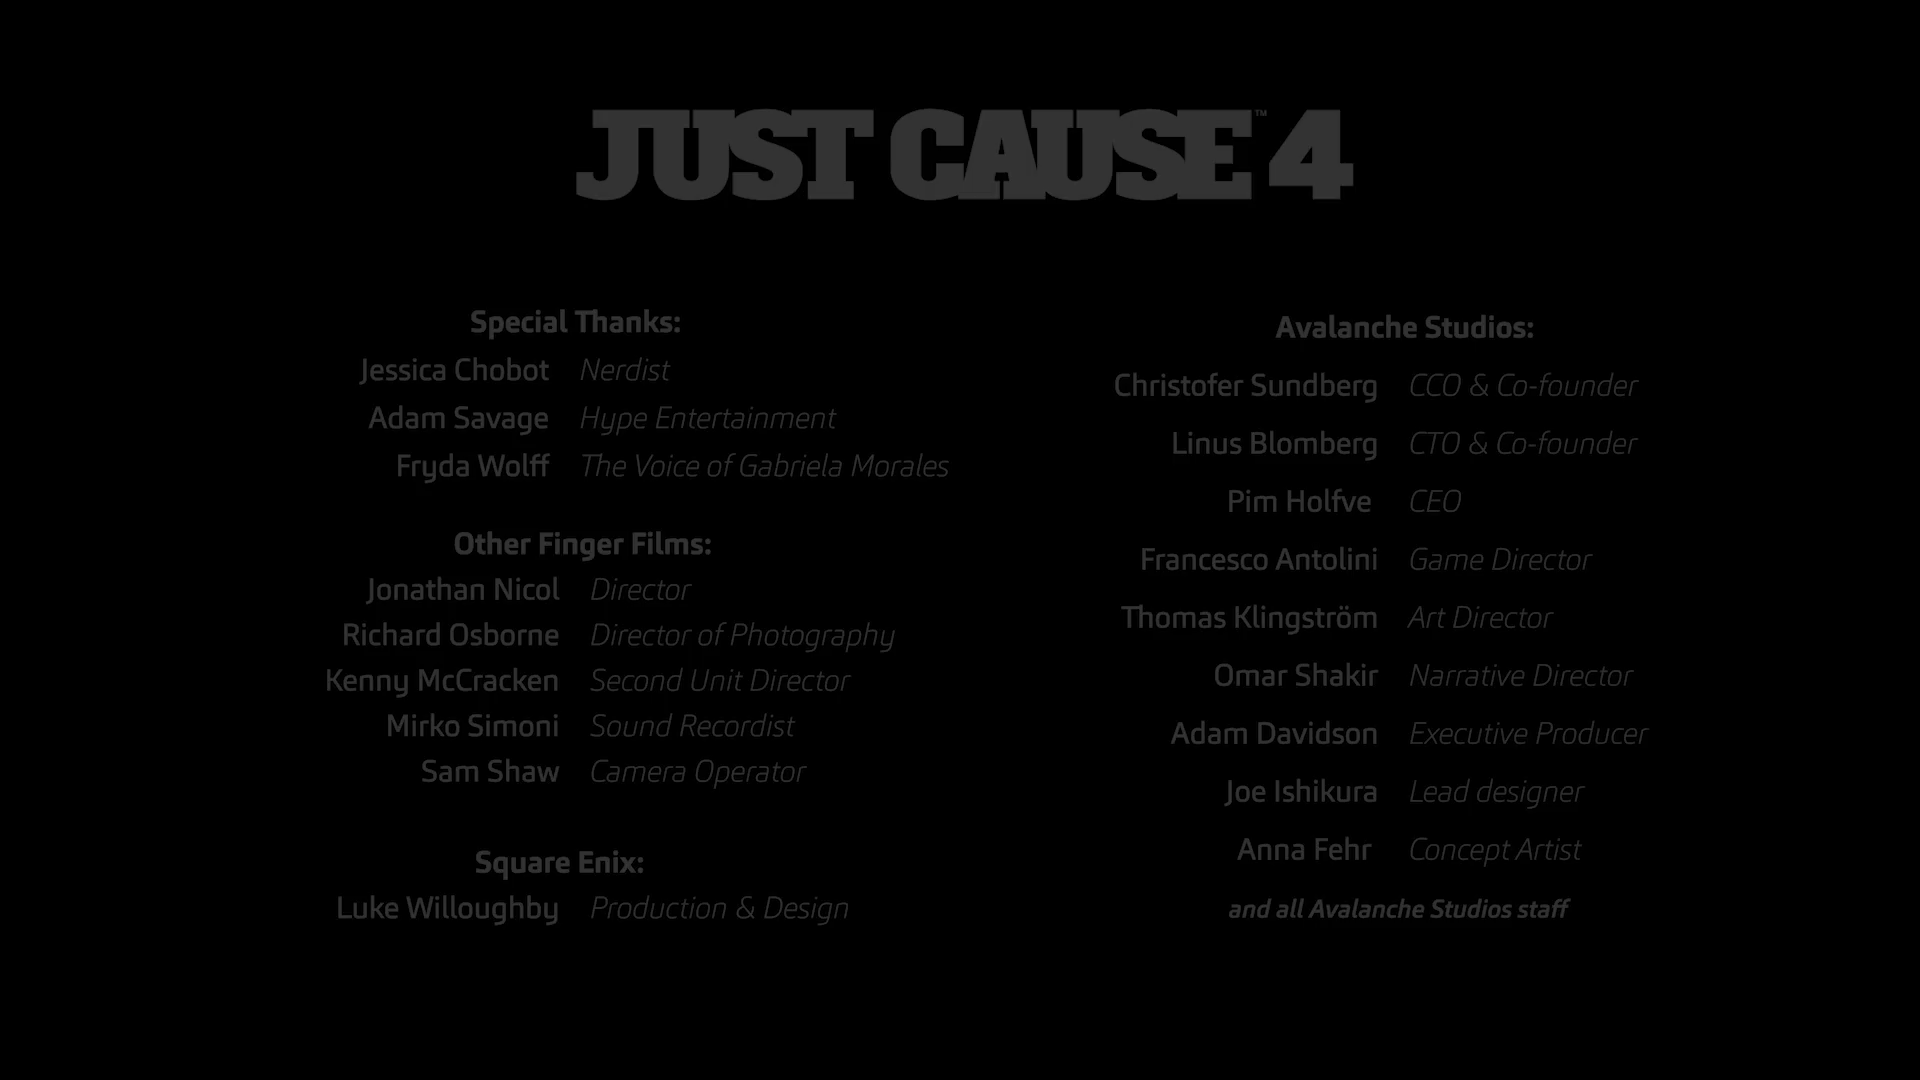 JUST CAUSE™ 4
Special Thanks:
Jessica Chobot Nerdist
Adam Savage Hype Entertainment
Fryda Wolff The Voice of Gabriela Morales
Other Finger Films:
Jonathan Nicol Director
Richard Osborne Director of Photography
Kenny McCracken Second Unit Director
Mirko Simoni Sound Recordist
Sam Shaw Camera Operator
Square Enix:
Luke Willoughby Production & Design
Avalanche Studios:
Christofer Sundberg CCO & Co-founder
Linus Blomberg CTO & Co-founder
Pim Holfve CEO
Francesco Antolini Game Director
Thomas Klingström Art Director
Omar Shakir Narrative Director
Adam Davidson Executive Producer
Joe Ishikura Lead designer
Anna Fehr Concept Artist
and all Avalanche Studios staff